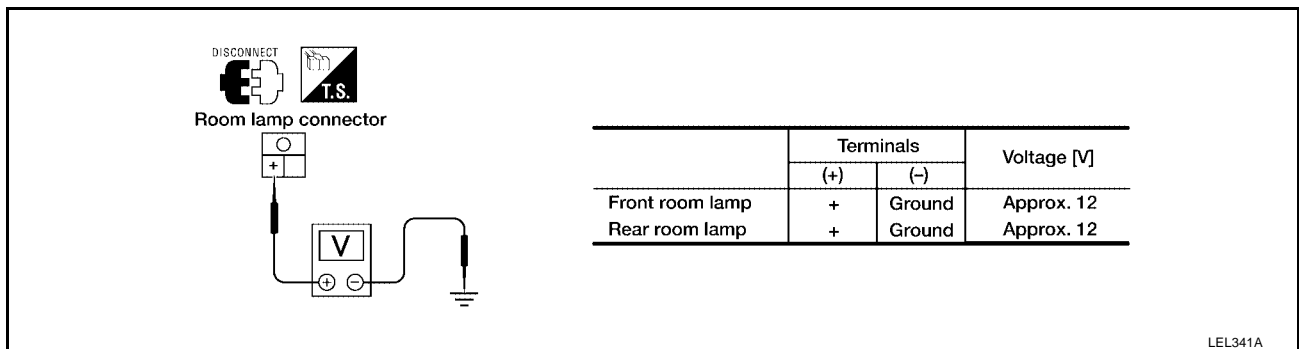 DISCONNECT
T.S.
Room lamp connector
+
V
+ −
Terminals Voltage [V]
(+) (−)
Front room lamp + Ground Approx. 12
Rear room lamp + Ground Approx. 12
LEL341A